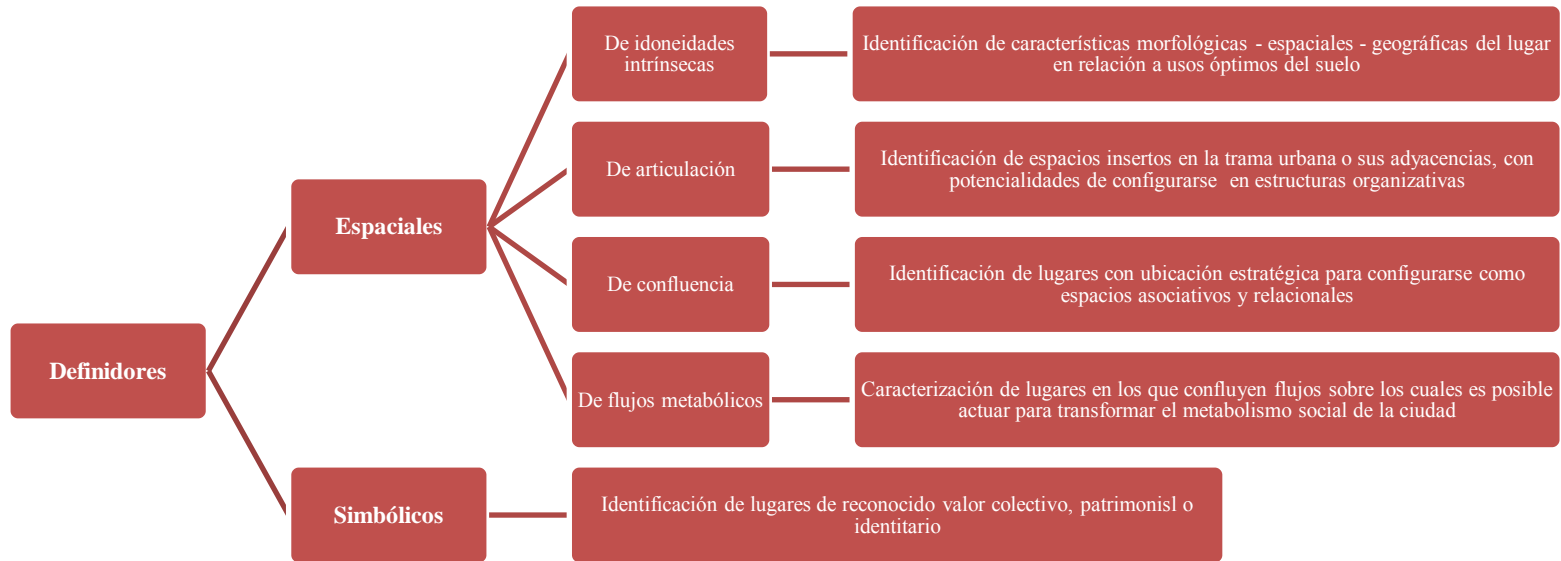 De idoneidades
intrínsecas
Identificación de características morfológicas - espaciales - geográficas del lugar
en relación a usos óptimos del suelo
De articulación
Identificación de espacios insertos en la trama urbana o sus adyacencias, con
potencialidades de configurarse  en estructuras organizativas
Espaciales
De confluencia
Identificación de lugares con ubicación estratégica para configurarse como
espacios asociativos y relacionales
Definidores
De flujos metabólicos
Caracterización de lugares en los que confluyen flujos sobre los cuales es posible
actuar para transformar el metabolismo social de la ciudad
Simbólicos
Identificación de lugares de reconocido valor colectivo, patrimonisl o
identitario